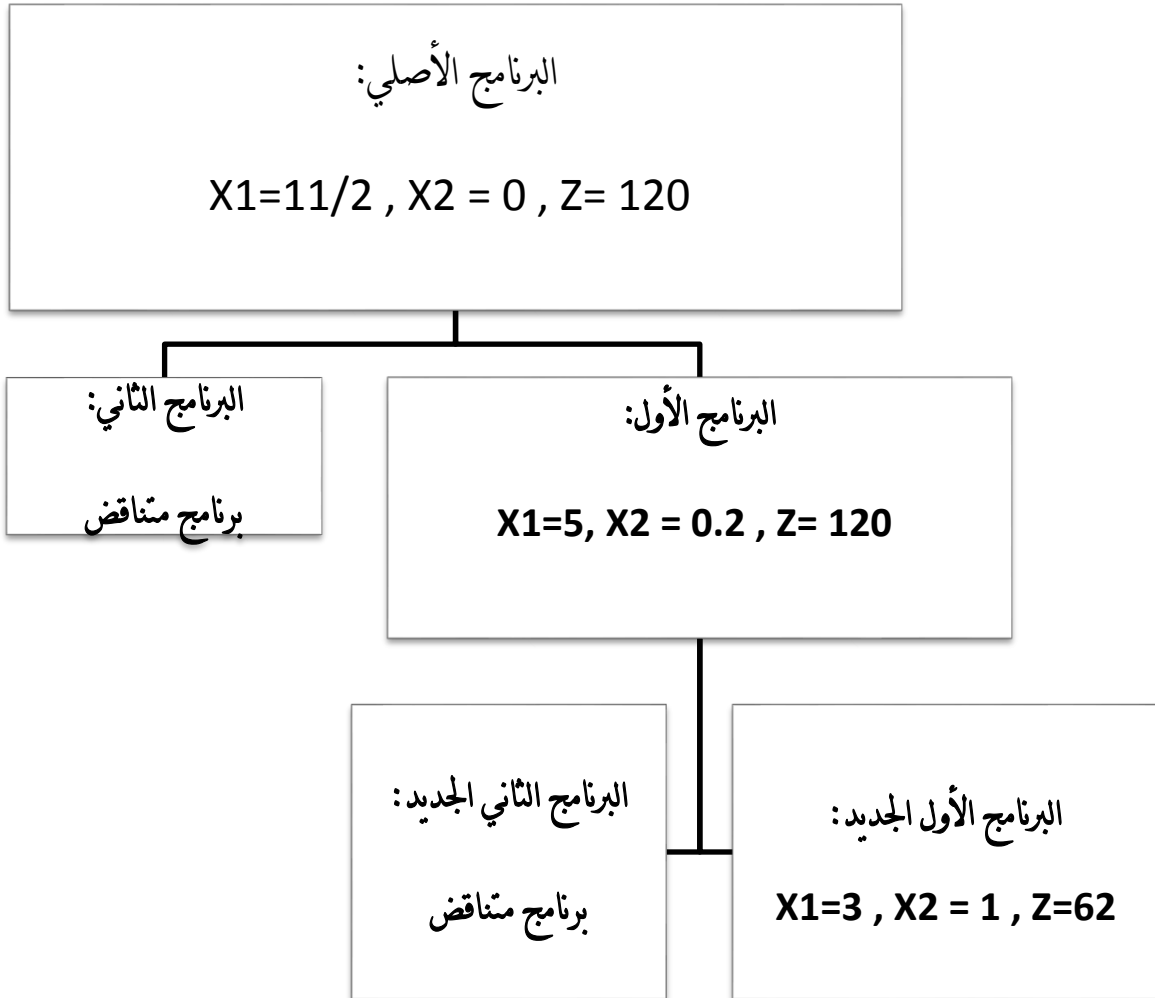 البرنامج الأصلي:
X1=11/2 , X2 = 0 , Z= 120
البرنامج الأول:
X1=5, X2 = 0.2 , Z= 120
البرنامج الثاني:
برنامج متناقض
البرنامج الأول الجديد:
X1=3 , X2 = 1 , Z=62
البرنامج الثاني الجديد:
برنامج متناقض